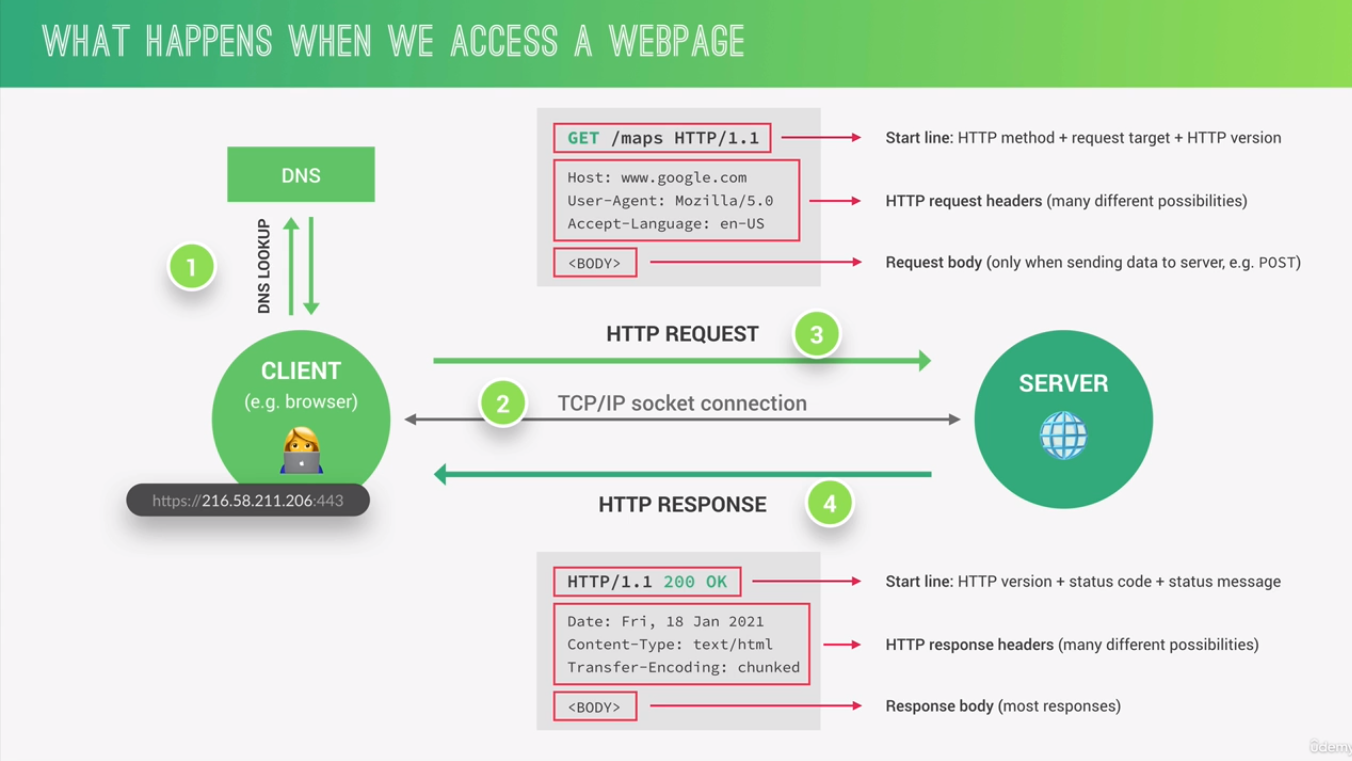 WHAT HAPPENS WHEN WE ACCESS A WEBPAGE
DNS
DNS LOOKUP
1
CLIENT
(e.g. browser)
https://216.58.211.206:443
GET /maps HTTP/1.1
Start line: HTTP method + request target + HTTP version
Host: www.google.com
User-Agent: Mozilla/5.0
Accept-Language: en-US
HTTP request headers (many different possibilities)
<BODY>
Request body (only when sending data to server, e.g. POST)
HTTP REQUEST
3
2
TCP/IP socket connection
SERVER
HTTP RESPONSE
4
HTTP/1.1 200 OK
Start line: HTTP version + status code + status message
Date: Fri, 18 Jan 2021
Content-Type: text/html
Transfer-Encoding: chunked
HTTP response headers (many different possibilities)
<BODY>
Response body (most responses)
ûdemy